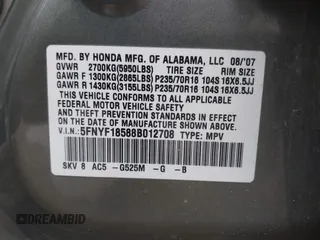 MFD. BY HONDA MFG. OF ALABAMA, LLC 08/'07
GVWR 2700KG(5950LBS) TIRE SIZE RIM SIZE
GAWR F 1300KG(2865LBS) P235/70R16 104S 16X6.5JJ
GAWR R 1430KG(3155LBS) P235/70R16 104S 16X6.5JJ
THIS VEHICLE CONFORMS TO ALL APPLICABLE FEDERAL MOTOR
VEHICLE SAFETY AND THEFT PREVENTION STANDARDS IN
EFFECT ON THE DATE OF MANUFACTURE SHOWN ABOVE.
V.I.N.: 5FNYF18588B012708 TYPE: MPV
SKV 8 AC5 -G525M -G -B
© DREAMBID